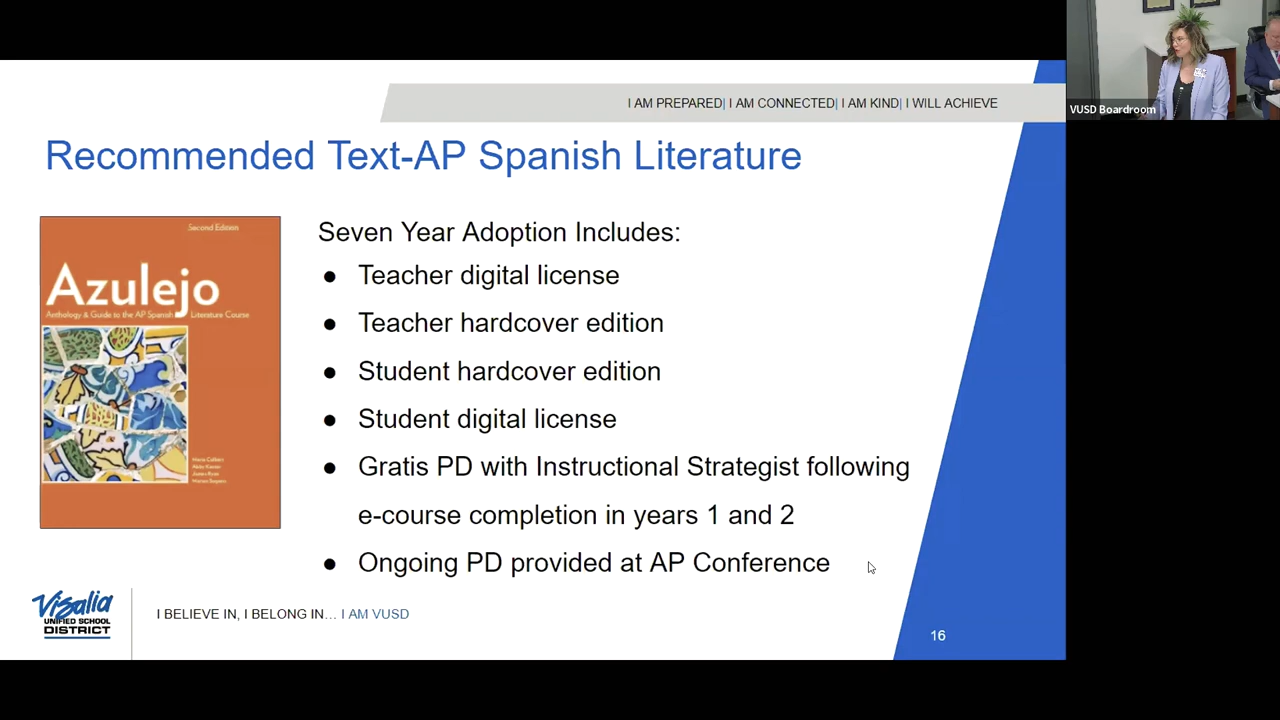 I AM PREPARED| I AM CONNECTED| I AM KIND| I WILL ACHIEVE
VUSD Boardroom
Recommended Text-AP Spanish Literature
Second Edition
Azulejo
Anthology & Guide to the AP Spanish Literature Course
Seven Year Adoption Includes:
● Teacher digital license
● Teacher hardcover edition
● Student hardcover edition
● Student digital license
● Gratis PD with Instructional Strategist following
e-course completion in years 1 and 2
● Ongoing PD provided at AP Conference
Visalia
UNIFIED SCHOOL
DISTRICT
I BELIEVE IN, I BELONG IN... I AM VUSD
16